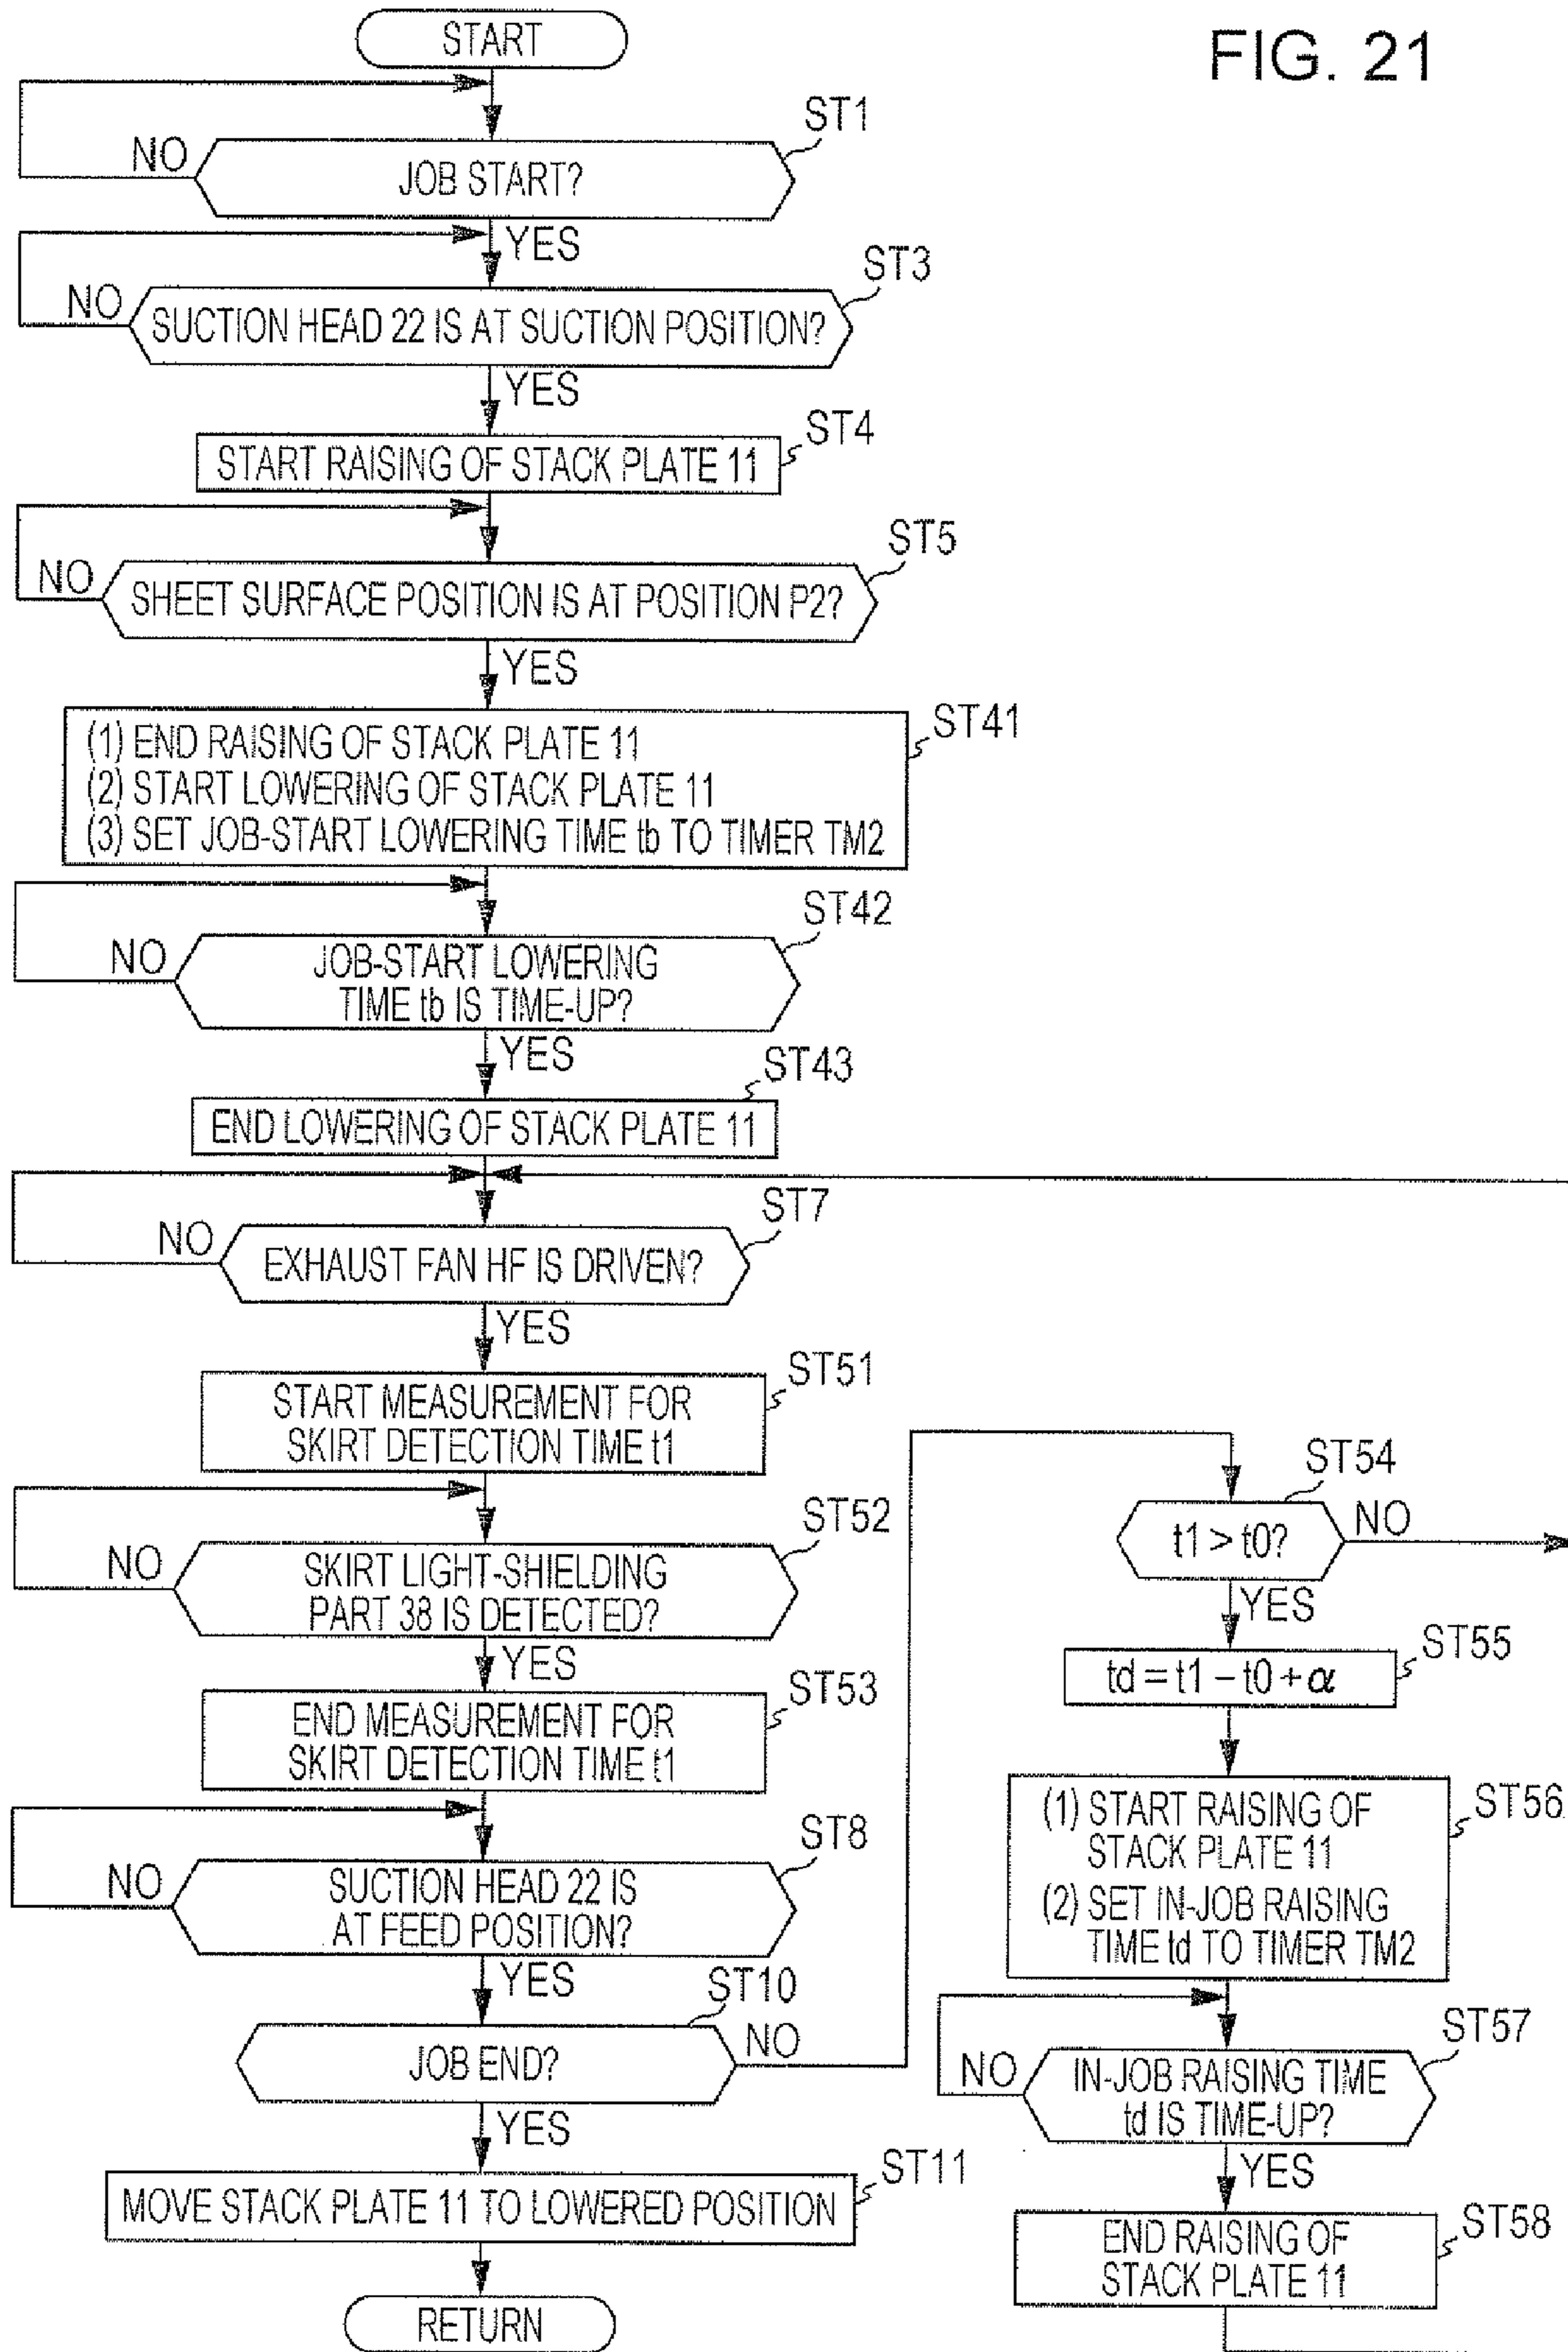 FIG. 21
START
ST1
NO
JOB START?
YES
ST3
NO
SUCTION HEAD 22 IS AT SUCTION POSITION?
YES
ST4
START RAISING OF STACK PLATE 11
ST5
NO
SHEET SURFACE POSITION IS AT POSITION P2?
YES
ST41
(1) END RAISING OF STACK PLATE 11
(2) START LOWERING OF STACK PLATE 11
(3) SET JOB-START LOWERING TIME tb TO TIMER TM2
ST42
NO
JOB-START LOWERING
TIME tb IS TIME-UP?
YES
ST43
END LOWERING OF STACK PLATE 11
ST7
NO
EXHAUST FAN HF IS DRIVEN?
YES
ST51
START MEASUREMENT FOR
SKIRT DETECTION TIME t1
ST52
NO
SKIRT LIGHT-SHIELDING
PART 38 IS DETECTED?
YES
ST53
END MEASUREMENT FOR
SKIRT DETECTION TIME t1
ST8
NO
SUCTION HEAD 22 IS
AT FEED POSITION?
YES
ST10
JOB END?
NO
YES
ST11
MOVE STACK PLATE 11 TO LOWERED POSITION
RETURN
ST54
t1 > t0?
NO
YES
ST55
td = t1 – t0 + α
ST56
(1) START RAISING OF
STACK PLATE 11
(2) SET IN-JOB RAISING
TIME td TO TIMER TM2
ST57
NO
IN-JOB RAISING TIME
td IS TIME-UP?
YES
ST58
END RAISING OF
STACK PLATE 11